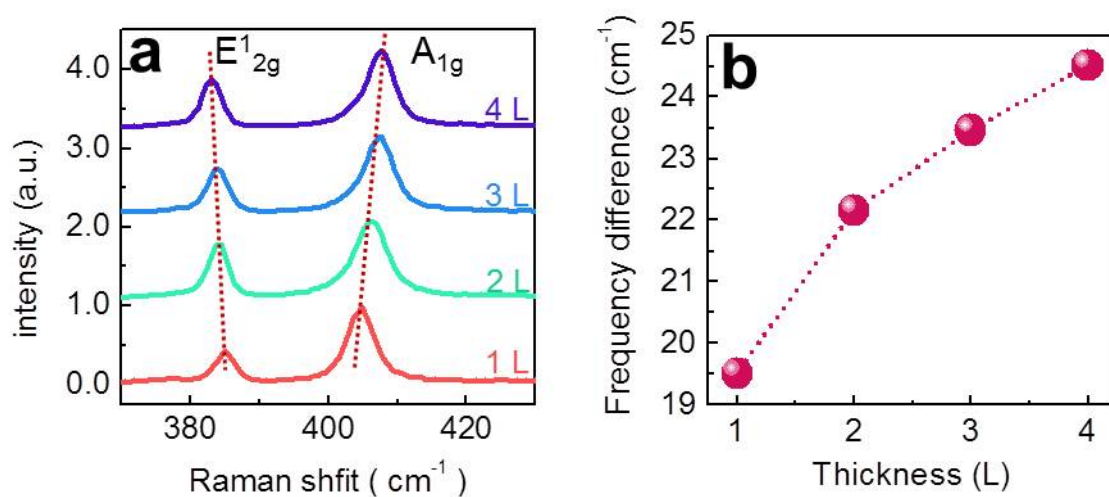 a
E¹₂g
A₁g
4 L
3 L
2 L
1 L
4.0
3.0
2.0
1.0
0.0
intensity (a.u.)
380
400
420
Raman shfit ( cm⁻¹ )
b
25
24
23
22
21
20
19
Frequency difference (cm⁻¹)
1
2
3
4
Thickness (L)